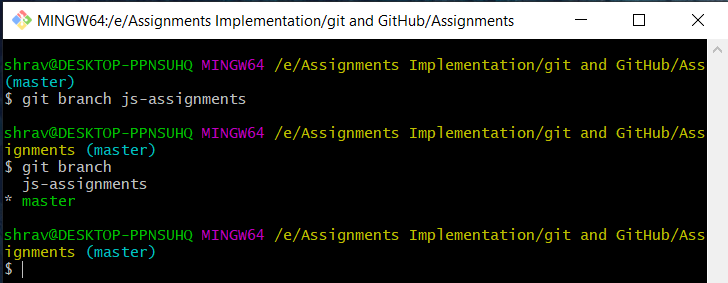 MINGW64:/e/Assignments Implementation/git and GitHub/Assignments
shrav@DESKTOP-PPNSUHQ MINGW64 /e/Assignments Implementation/git and GitHub/Ass
(master)
$ git branch js-assignments
shrav@DESKTOP-PPNSUHQ MINGW64 /e/Assignments Implementation/git and GitHub/Ass
ignments (master)
$ git branch
  js-assignments
* master
shrav@DESKTOP-PPNSUHQ MINGW64 /e/Assignments Implementation/git and GitHub/Ass
ignments (master)
$